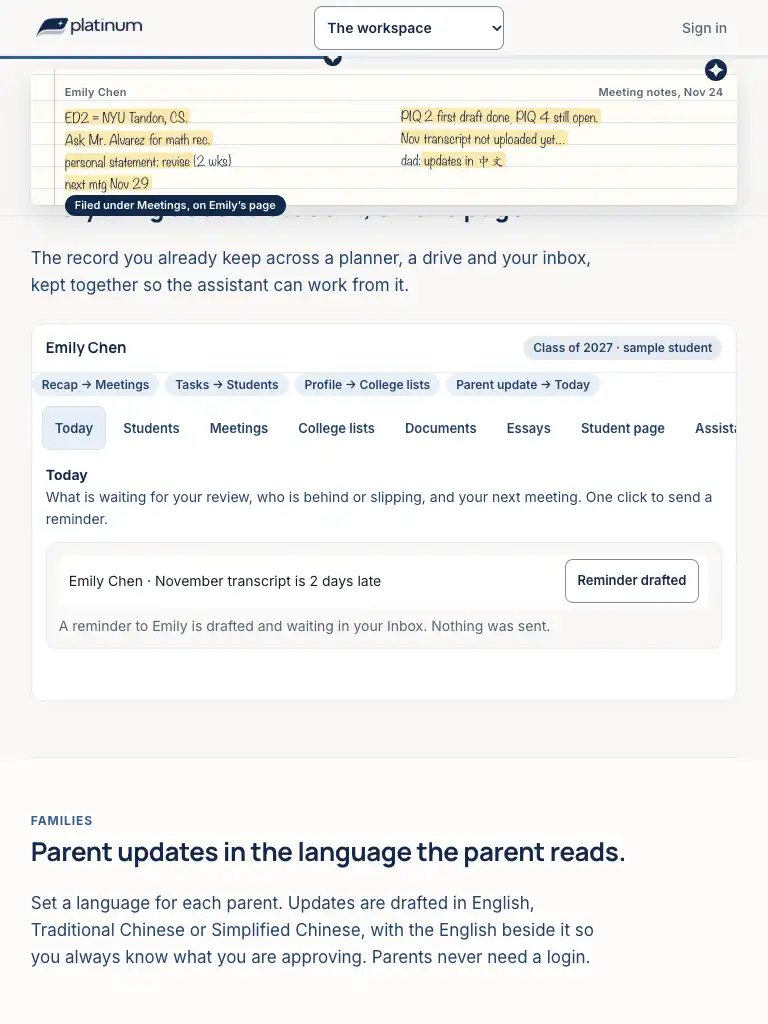 platinum
The workspace
Sign in
Emily Chen
Meeting notes, Nov 24
ED2 = NYU Tandon, CS.
Ask Mr. Alvarez for math rec.
personal statement: revise (2 wks)
next mtg Nov 29
PIQ 2 first draft done, PIQ 4 still open.
Nov transcript not uploaded yet...
dad: updates in 中文
Filed under Meetings, on Emily's page
The record you already keep across a planner, a drive and your inbox,
kept together so the assistant can work from it.
Emily Chen
Class of 2027 · sample student
Recap → Meetings
Tasks → Students
Profile → College lists
Parent update → Today
Today
Students
Meetings
College lists
Documents
Essays
Student page
Assista
Today
What is waiting for your review, who is behind or slipping, and your next meeting. One click to send a
reminder.
Emily Chen · November transcript is 2 days late
Reminder drafted
A reminder to Emily is drafted and waiting in your Inbox. Nothing was sent.
FAMILIES
Parent updates in the language the parent reads.
Set a language for each parent. Updates are drafted in English,
Traditional Chinese or Simplified Chinese, with the English beside it so
you always know what you are approving. Parents never need a login.